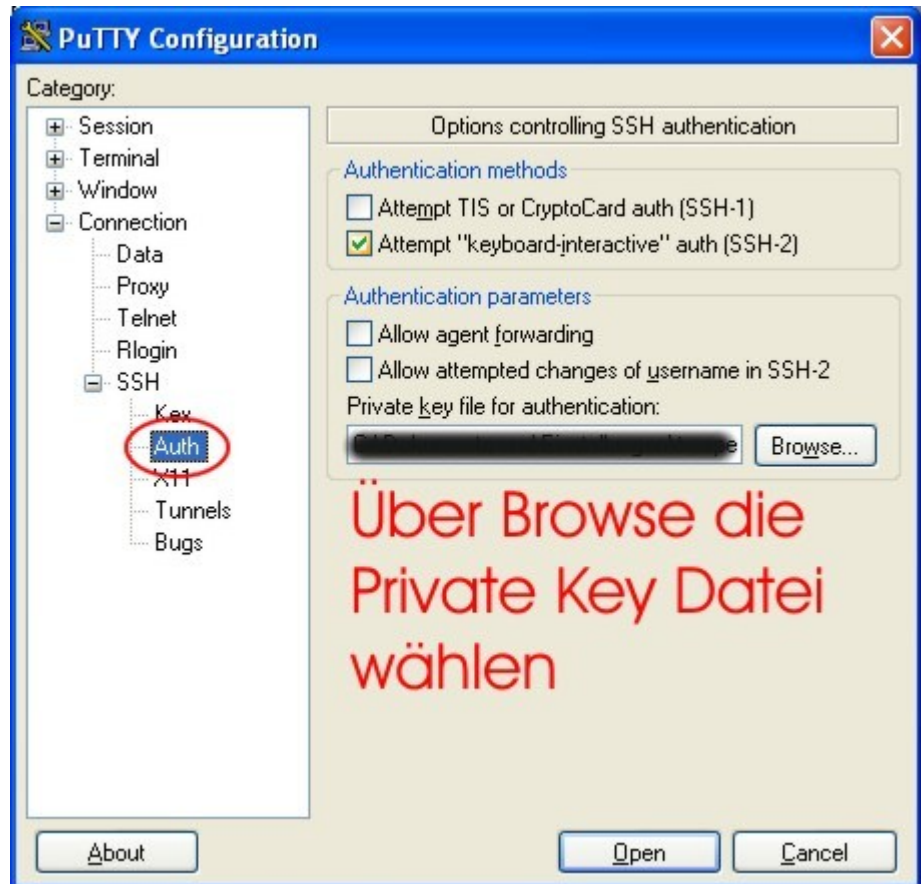 PuTTY Configuration
Category:
Session
Terminal
Window
Connection
Data
Proxy
Telnet
Rlogin
SSH
Kex
Auth
X11
Tunnels
Bugs
Options controlling SSH authentication
Authentication methods
Attempt TIS or CryptoCard auth (SSH-1)
Attempt "keyboard-interactive" auth (SSH-2)
Authentication parameters
Allow agent forwarding
Allow attempted changes of username in SSH-2
Private key file for authentication:
Browse...
Über Browse die
Private Key Datei
wählen
About
Open
Cancel